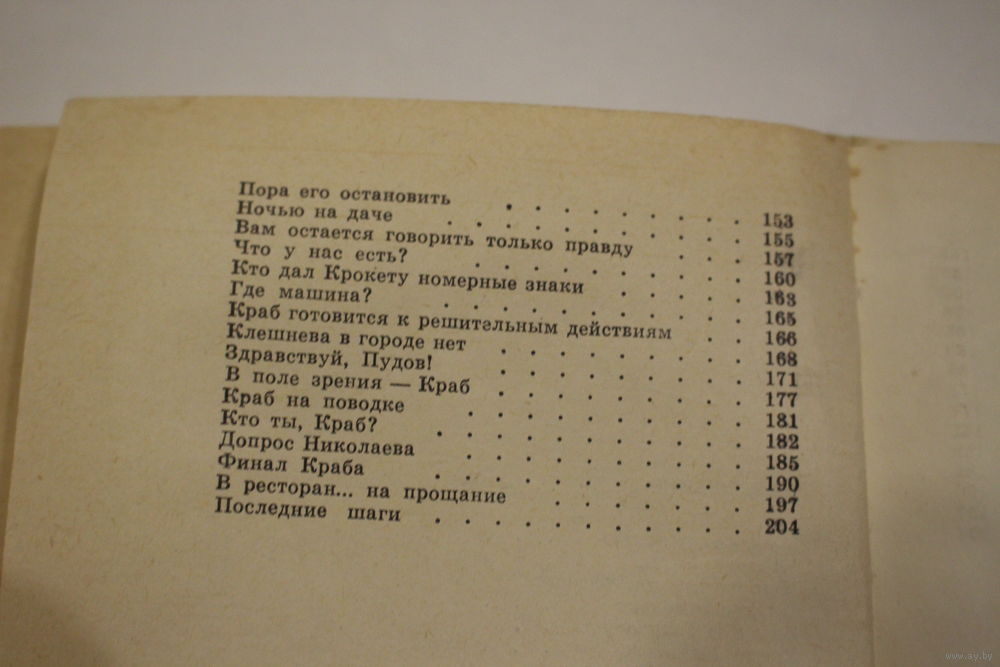 Пора его остановить . . . . . . . . . 153
Ночью на даче . . . . . . . . . . . 155
Вам остается говорить только правду . . . 157
Что у нас есть? . . . . . . . . . . 160
Кто дал Крокету номерные знаки . . . . . 163
Где машина? . . . . . . . . . . . 165
Краб готовится к решительным действиям . . 166
Клешнева в городе нет . . . . . . . . . 168
Здравствуй, Пудов! . . . . . . . . . 171
В поле зрения — Краб . . . . . . . . . 177
Краб на поводке . . . . . . . . . . 181
Кто ты, Краб? . . . . . . . . . . . 182
Допрос Николаева . . . . . . . . . . 185
Финал Краба . . . . . . . . . . . 190
В ресторан... на прощание . . . . . . . 197
Последние шаги . . . . . . . . . . . 204
www.ay.by